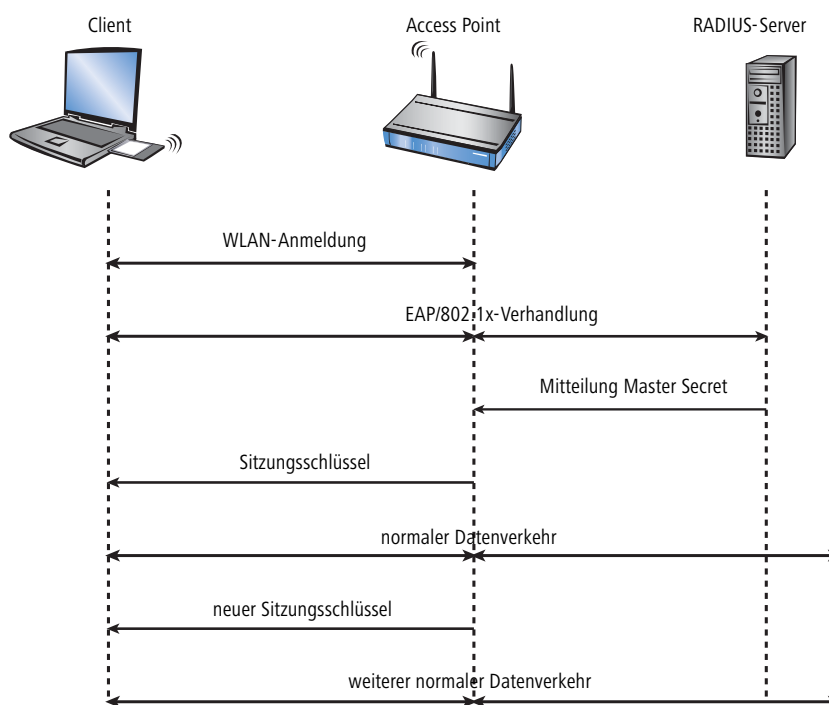 Client
Access Point
RADIUS-Server
WLAN-Anmeldung
EAP/802.1x-Verhandlung
Mitteilung Master Secret
Sitzungsschlüssel
normaler Datenverkehr
neuer Sitzungsschlüssel
weiterer normaler Datenverkehr